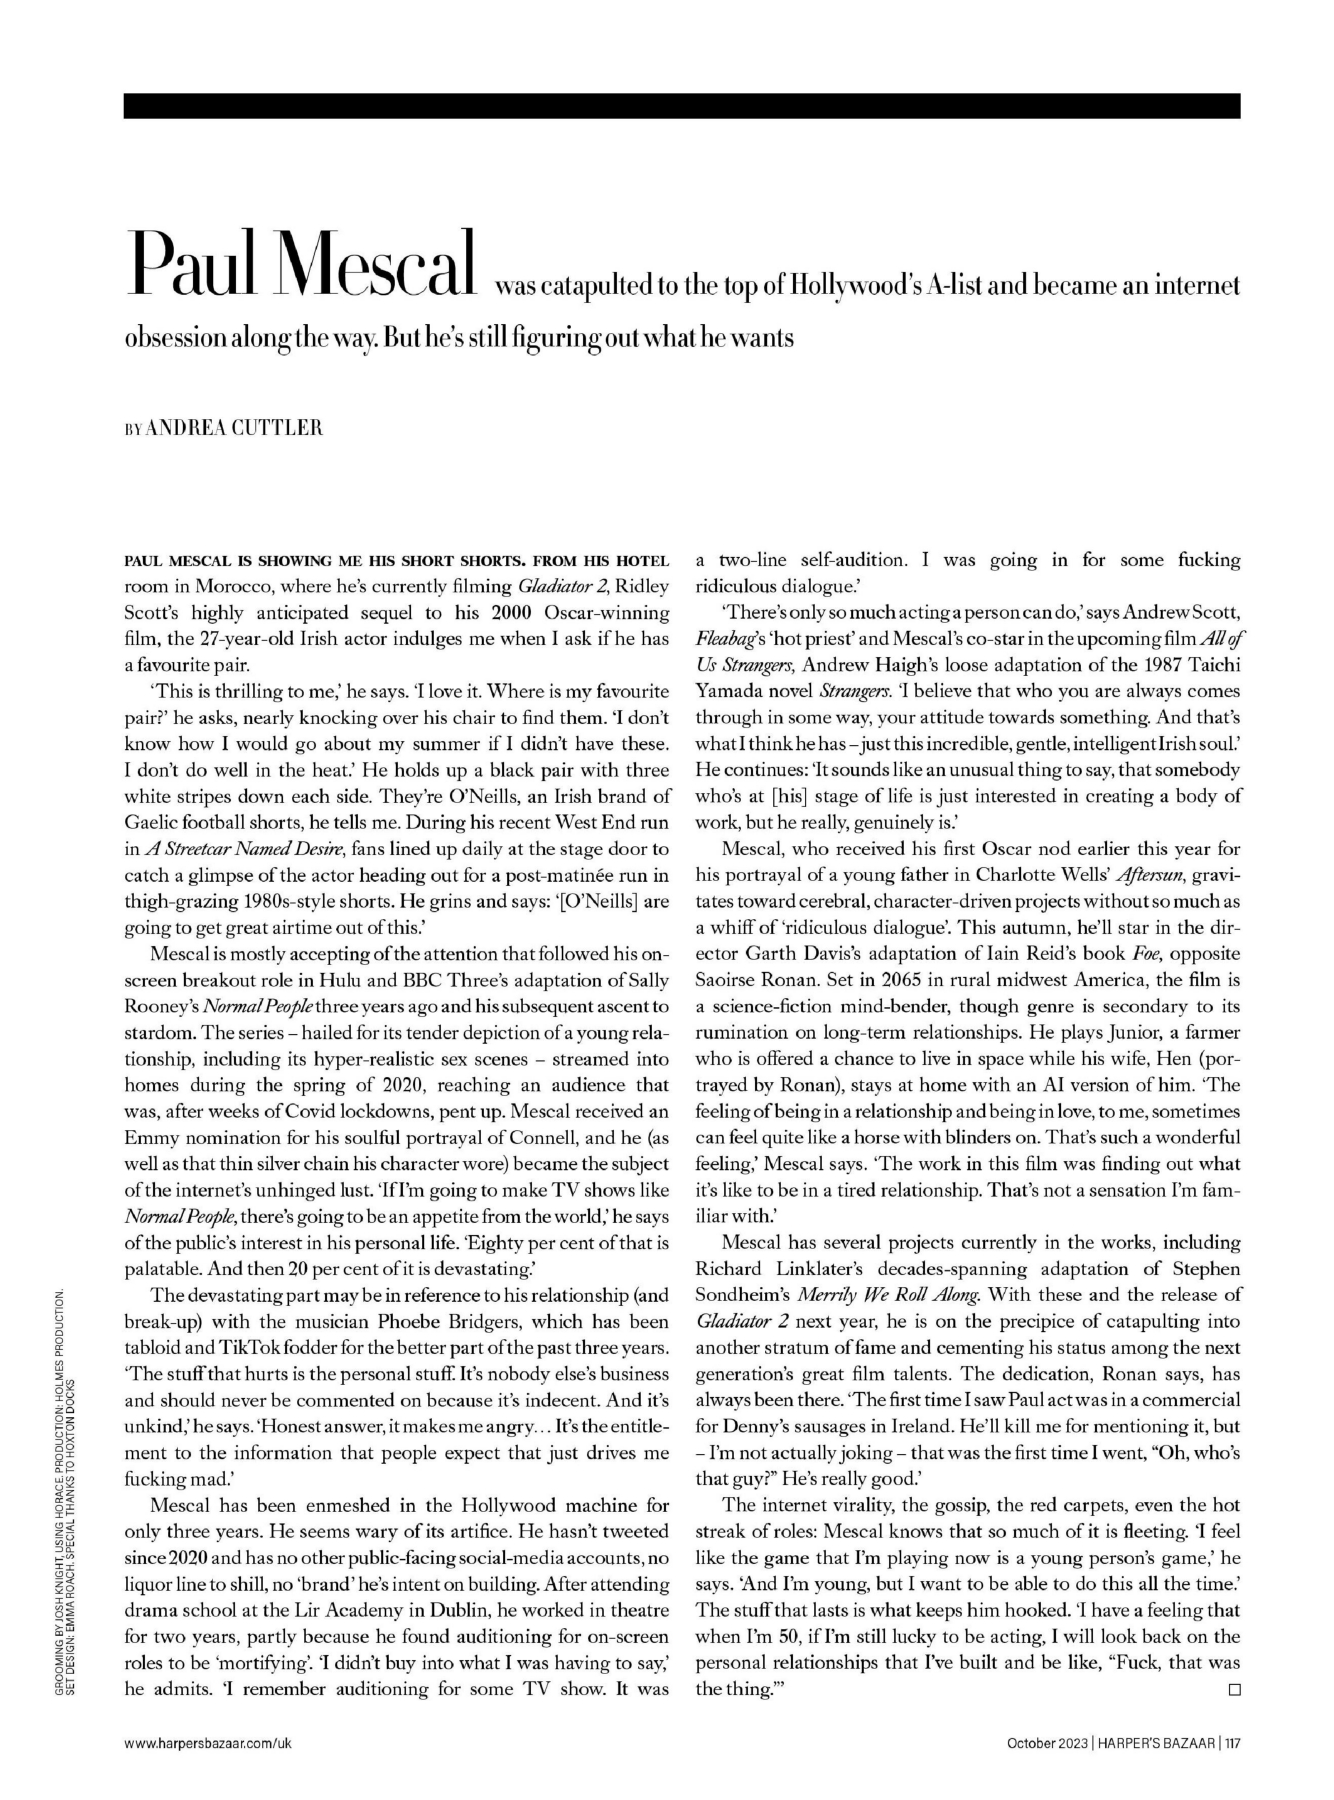 Paul Mescal was catapulted to the top of Hollywood's A-list and became an internet
obsession along the way. But he's still figuring out what he wants
BY ANDREA CUTTLER
PAUL MESCAL IS SHOWING ME HIS SHORT SHORTS. FROM HIS HOTEL
room in Morocco, where he's currently filming Gladiator 2, Ridley
Scott's highly anticipated sequel to his 2000 Oscar-winning
film, the 27-year-old Irish actor indulges me when I ask if he has
a favourite pair.
'This is thrilling to me,' he says. 'I love it. Where is my favourite
pair?' he asks, nearly knocking over his chair to find them. 'I don't
know how I would go about my summer if I didn't have these.
I don't do well in the heat.' He holds up a black pair with three
white stripes down each side. They're O'Neills, an Irish brand of
Gaelic football shorts, he tells me. During his recent West End run
in A Streetcar Named Desire, fans lined up daily at the stage door to
catch a glimpse of the actor heading out for a post-matinée run in
thigh-grazing 1980s-style shorts. He grins and says: '[O'Neills] are
going to get great airtime out of this.'
Mescal is mostly accepting of the attention that followed his on-
screen breakout role in Hulu and BBC Three's adaptation of Sally
Rooney's Normal People three years ago and his subsequent ascent to
stardom. The series – hailed for its tender depiction of a young rela-
tionship, including its hyper-realistic sex scenes – streamed into
homes during the spring of 2020, reaching an audience that
was, after weeks of Covid lockdowns, pent up. Mescal received an
Emmy nomination for his soulful portrayal of Connell, and he (as
well as that thin silver chain his character wore) became the subject
of the internet's unhinged lust. 'If I'm going to make TV shows like
Normal People, there's going to be an appetite from the world,' he says
of the public's interest in his personal life. 'Eighty per cent of that is
palatable. And then 20 per cent of it is devastating.'
The devastating part may be in reference to his relationship (and
break-up) with the musician Phoebe Bridgers, which has been
tabloid and TikTok fodder for the better part of the past three years.
'The stuff that hurts is the personal stuff. It's nobody else's business
and should never be commented on because it's indecent. And it's
unkind,' he says. 'Honest answer, it makes me angry… It's the entitle-
ment to the information that people expect that just drives me
fucking mad.'
Mescal has been enmeshed in the Hollywood machine for
only three years. He seems wary of its artifice. He hasn't tweeted
since 2020 and has no other public-facing social-media accounts, no
liquor line to shill, no 'brand' he's intent on building. After attending
drama school at the Lir Academy in Dublin, he worked in theatre
for two years, partly because he found auditioning for on-screen
roles to be 'mortifying'. 'I didn't buy into what I was having to say,'
he admits. 'I remember auditioning for some TV show. It was
a two-line self-audition. I was going in for some fucking
ridiculous dialogue.'
'There's only so much acting a person can do,' says Andrew Scott,
Fleabag's 'hot priest' and Mescal's co-star in the upcoming film All of
Us Strangers, Andrew Haigh's loose adaptation of the 1987 Taichi
Yamada novel Strangers. 'I believe that who you are always comes
through in some way, your attitude towards something. And that's
what I think he has – just this incredible, gentle, intelligent Irish soul.'
He continues: 'It sounds like an unusual thing to say, that somebody
who's at [his] stage of life is just interested in creating a body of
work, but he really, genuinely is.'
Mescal, who received his first Oscar nod earlier this year for
his portrayal of a young father in Charlotte Wells' Aftersun, gravi-
tates toward cerebral, character-driven projects without so much as
a whiff of 'ridiculous dialogue'. This autumn, he'll star in the dir-
ector Garth Davis's adaptation of Iain Reid's book Foe, opposite
Saoirse Ronan. Set in 2065 in rural midwest America, the film is
a science-fiction mind-bender, though genre is secondary to its
rumination on long-term relationships. He plays Junior, a farmer
who is offered a chance to live in space while his wife, Hen (por-
trayed by Ronan), stays at home with an AI version of him. 'The
feeling of being in a relationship and being in love, to me, sometimes
can feel quite like a horse with blinders on. That's such a wonderful
feeling,' Mescal says. 'The work in this film was finding out what
it's like to be in a tired relationship. That's not a sensation I'm fam-
iliar with.'
Mescal has several projects currently in the works, including
Richard Linklater's decades-spanning adaptation of Stephen
Sondheim's Merrily We Roll Along. With these and the release of
Gladiator 2 next year, he is on the precipice of catapulting into
another stratum of fame and cementing his status among the next
generation's great film talents. The dedication, Ronan says, has
always been there. 'The first time I saw Paul act was in a commercial
for Denny's sausages in Ireland. He'll kill me for mentioning it, but
– I'm not actually joking – that was the first time I went, "Oh, who's
that guy?" He's really good.'
The internet virality, the gossip, the red carpets, even the hot
streak of roles: Mescal knows that so much of it is fleeting. 'I feel
like the game that I'm playing now is a young person's game,' he
says. 'And I'm young, but I want to be able to do this all the time.'
The stuff that lasts is what keeps him hooked. 'I have a feeling that
when I'm 50, if I'm still lucky to be acting, I will look back on the
personal relationships that I've built and be like, "Fuck, that was
the thing."' □
GROOMING BY JOSH KNIGHT, USING HORACE. PRODUCTION: HOLMES PRODUCTION.
SET DESIGN: EMMA ROACH. SPECIAL THANKS TO HOXTON DOCKS
www.harpersbazaar.com/uk
October 2023 | HARPER'S BAZAAR | 117